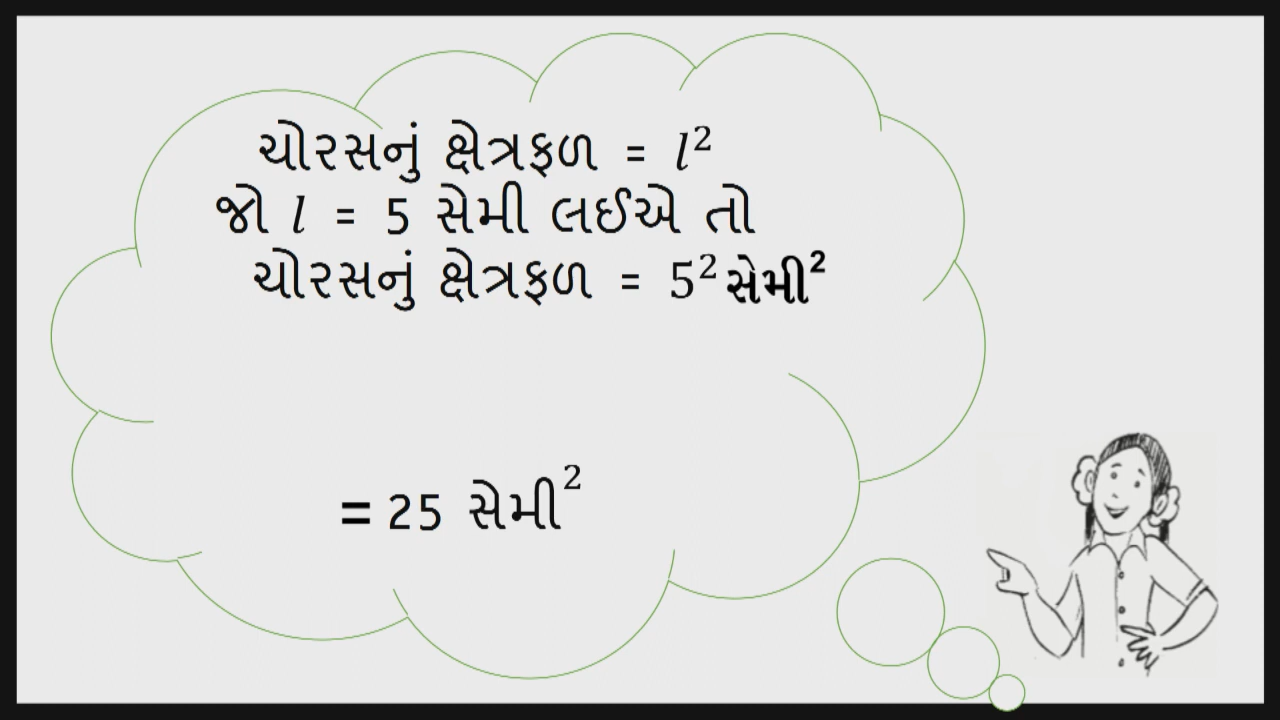 ચોરસનું ક્ષેત્રફળ = l²
જો l = 5 સેમી લઈએ તો
ચોરસનું ક્ષેત્રફળ = 5² સેમી²
= 25 સેમી²